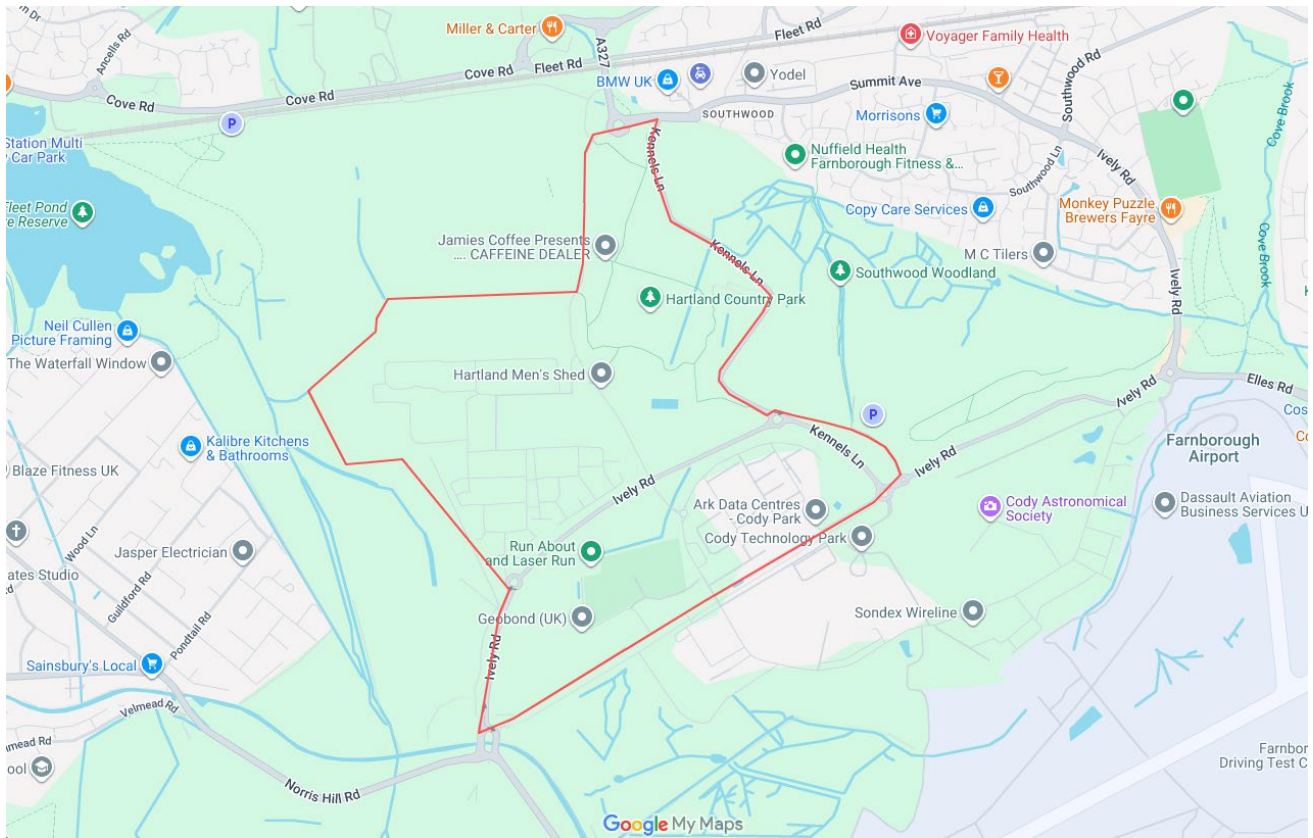 Miller & Carter
A327
Fleet Rd
Voyager Family Health
Ancells Rd
Cove Rd
Fleet Rd
BMW UK
Yodel
Summit Ave
Southwood Rd
Cove Rd
Cove Rd
P
SOUTHWOOD
Morrisons
Cove Brook
Station Multi
Car Park
Kennels Ln
Nuffield Health
Farnborough Fitness &...
Southwood Ln
Ively Rd
Fleet Pond
Reserve
Copy Care Services
Monkey Puzzle
Brewers Fayre
Jamies Coffee Presents
.... CAFFEINE DEALER
Kennels Ln
M C Tilers
Cove Brook
Southwood Woodland
Ively Rd
Hartland Country Park
Neil Cullen
Picture Framing
The Waterfall Window
Hartland Men's Shed
Ively Rd
Elles Rd
P
Kalibre Kitchens
& Bathrooms
Kennels Ln
Farnborough
Airport
Blaze Fitness UK
Ively Rd
Ively Rd
Ark Data Centres
- Cody Park
Cody Astronomical
Society
Dassault Aviation
Business Services U
Wood Ln
Jasper Electrician
Cody Technology Park
Run About
and Laser Run
Guildford Rd
Pondtail Rd
Geobond (UK)
Sondex Wireline
Ively Rd
Sainsbury's Local
Velmead Rd
Norris Hill Rd
Driving Test C
Google My Maps